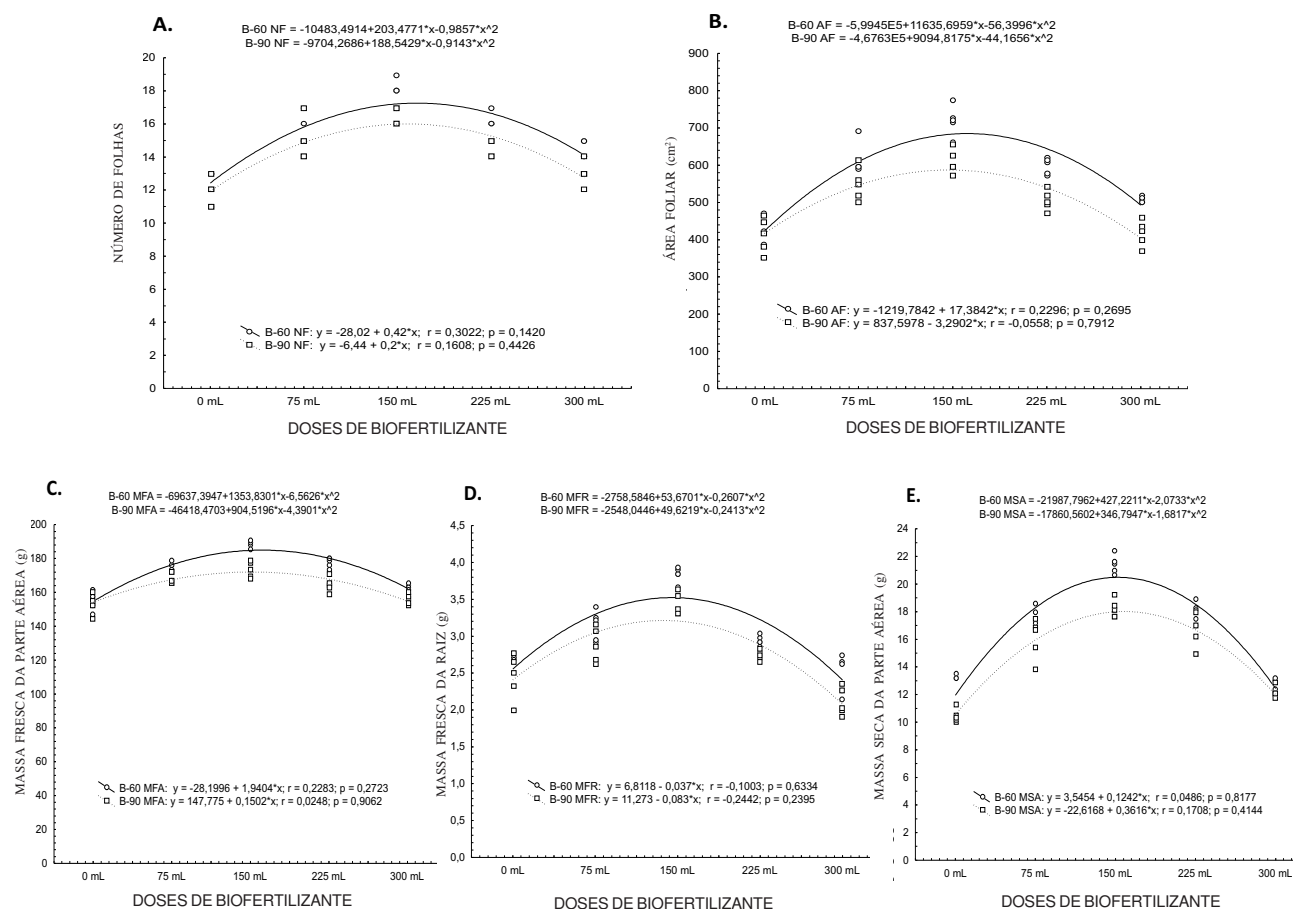 A.
B-60 NF = -10483,4914+203,4771*x-0,9857*x^2
B-90 NF = -9704,2686+188,5429*x-0,9143*x^2
20
18
16
14
12
10
8
6
4
2
0
NÚMERO DE FOLHAS
B-60 NF: y = -28,02 + 0,42*x; r = 0,3022; p = 0,1420
B-90 NF: y = -6,44 + 0,2*x; r = 0,1608; p = 0,4426
0 mL 75 mL 150 mL 225 mL 300 mL
DOSES DE BIOFERTILIZANTE
B.
B-60 AF = -5,9945E5+11635,6959*x-56,3996*x^2
B-90 AF = -4,6763E5+9094,8175*x-44,1656*x^2
900
800
700
600
500
400
300
200
100
0
ÁREA FOLIAR (cm²)
B-60 AF: y = -1219,7842 + 17,3842*x; r = 0,2296; p = 0,2695
B-90 AF: y = 837,5978 - 3,2902*x; r = -0,0558; p = 0,7912
0 mL 75 mL 150 mL 225 mL 300 mL
DOSES DE BIOFERTILIZANTE
C.
B-60 MFA = -69637,3947+1353,8301*x-6,5626*x^2
B-90 MFA = -46418,4703+904,5196*x-4,3901*x^2
200
180
160
140
120
100
80
60
40
20
0
MASSA FRESCA DA PARTE AÉREA (g)
B-60 MFA: y = -28,1996 + 1,9404*x; r = 0,2283; p = 0,2723
B-90 MFA: y = 147,775 + 0,1502*x; r = 0,0248; p = 0,9062
0 mL 75 mL 150 mL 225 mL 300 mL
DOSES DE BIOFERTILIZANTE
D.
B-60 MFR = -2758,5846+53,6701*x-0,2607*x^2
B-90 MFR = -2548,0446+49,6219*x-0,2413*x^2
4,5
4,0
3,5
3,0
2,5
2,0
1,5
1,0
0,5
0,0
MASSA FRESCA DA RAIZ (g)
B-60 MFR: y = 6,8118 - 0,037*x; r = -0,1003; p = 0,6334
B-90 MFR: y = 11,273 - 0,083*x; r = -0,2442; p = 0,2395
0 mL 75 mL 150 mL 225 mL 300 mL
DOSES DE BIOFERTILIZANTE
E.
B-60 MSA = -21987,7962+427,2211*x-2,0733*x^2
B-90 MSA = -17860,5602+346,7947*x-1,6817*x^2
24
22
20
18
16
14
12
10
8
6
4
2
0
MASSA SECA DA PARTE AÉREA (g)
B-60 MSA: y = 3,5454 + 0,1242*x; r = 0,0486; p = 0,8177
B-90 MSA: y = -22,6168 + 0,3616*x; r = 0,1708; p = 0,4144
0 mL 75 mL 150 mL 225 mL 300 mL
DOSES DE BIOFERTILIZANTE